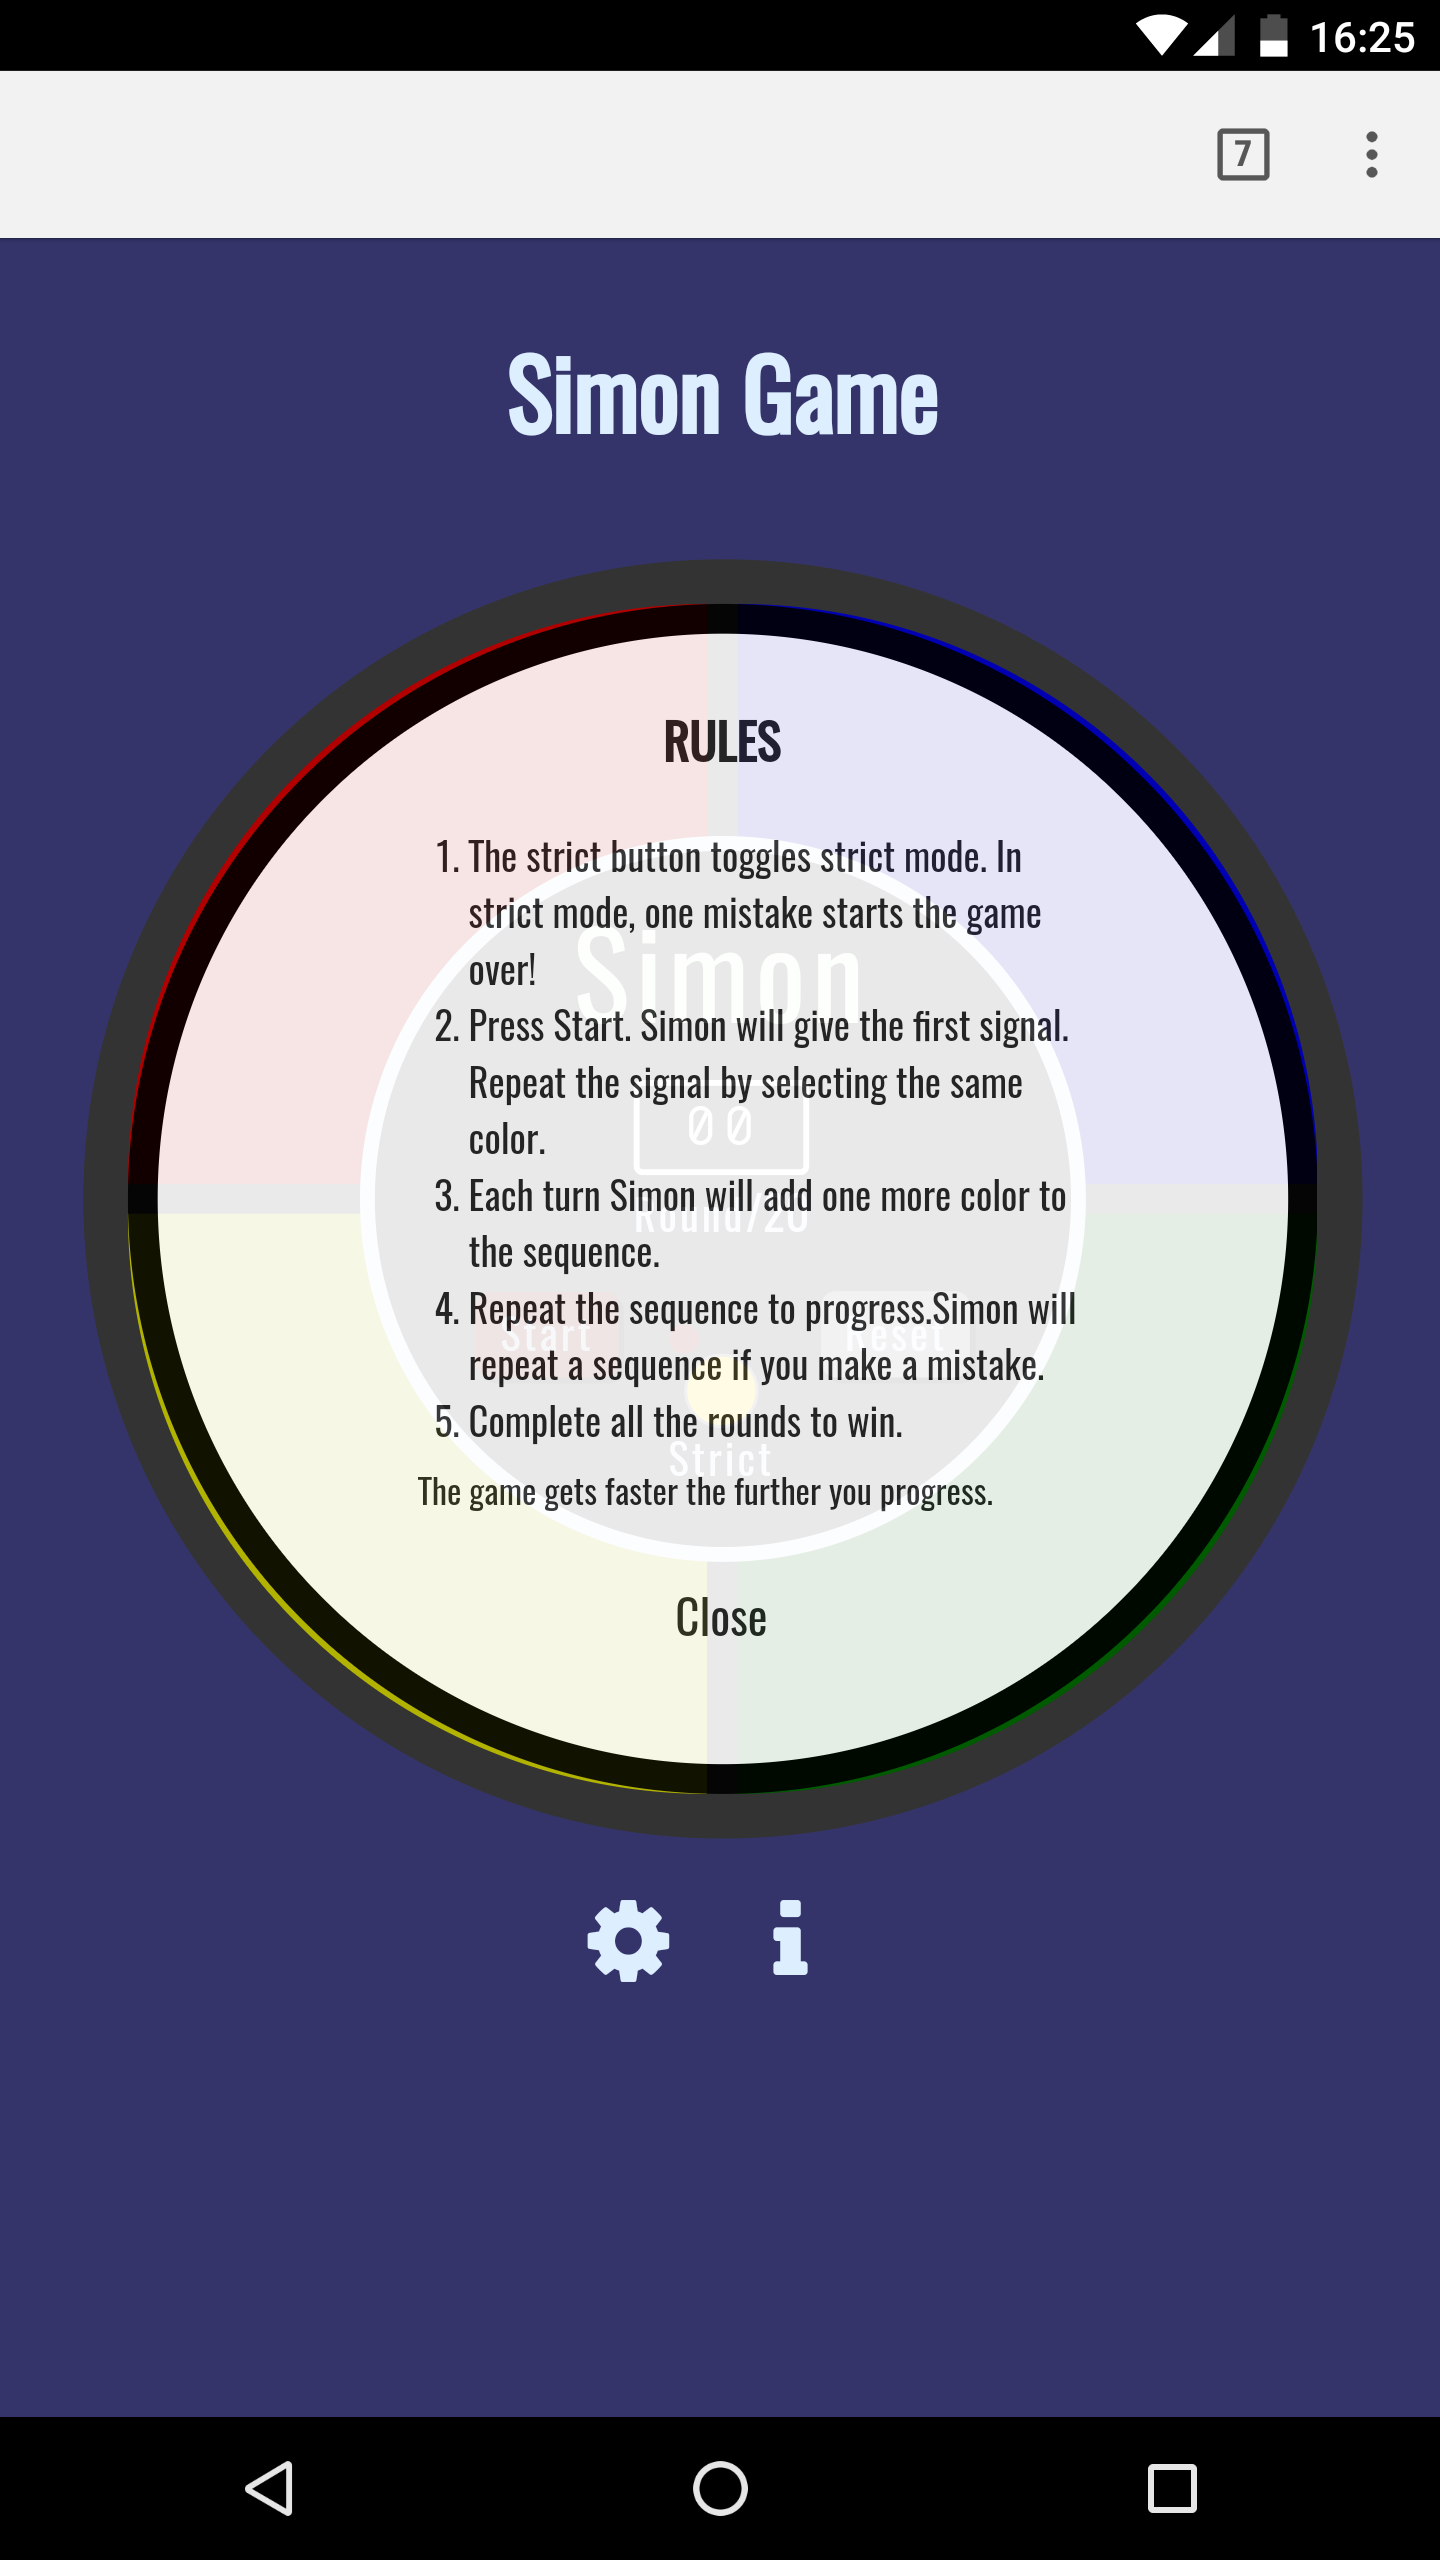 16:25
7
Simon Game
RULES
1. The strict button toggles strict mode. In
strict mode, one mistake starts the game
over!
Simon
2. Press Start. Simon will give the first signal.
Repeat the signal by selecting the same
00
color.
3. Each turn Simon will add one more color to
Round/20
the sequence.
4. Repeat the sequence to progress.Simon will
Start Reset
repeat a sequence if you make a mistake.
5. Complete all the rounds to win.
Strict
The game gets faster the further you progress.
Close